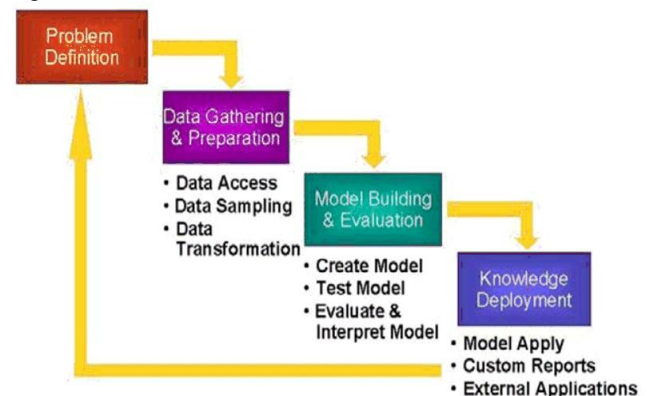 Problem
Definition
Data Gathering
& Preparation
• Data Access
• Data Sampling
• Data
Transformation
Model Building
& Evaluation
• Create Model
• Test Model
• Evaluate &
Interpret Model
Knowledge
Deployment
• Model Apply
• Custom Reports
• External Applications